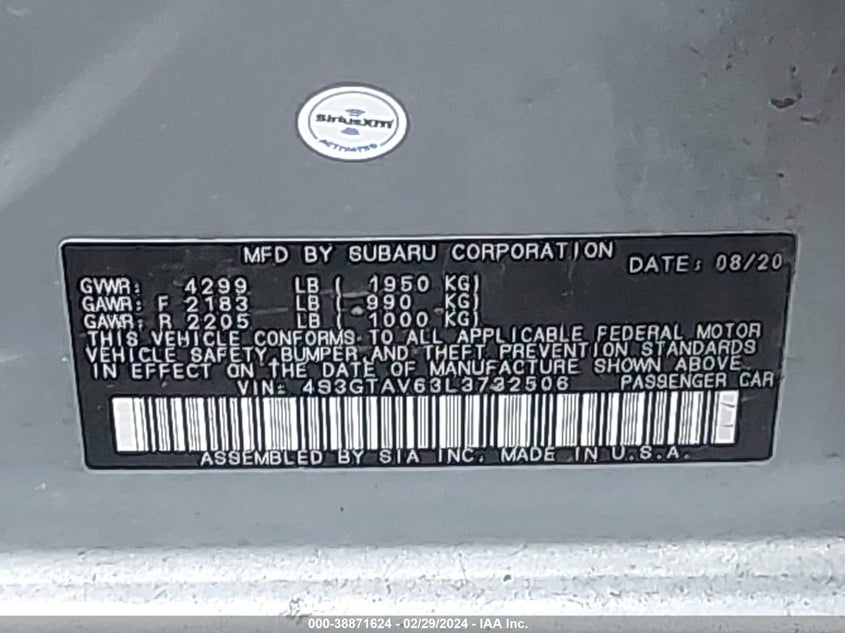 SiriusXM
MFD BY SUBARU CORPORATION DATE: 08/20
GVWR: 4299 LB ( 1950 KG)
GAWR: F 2183 LB ( 990 KG)
GAWR: R 2205 LB ( 1000 KG)
THIS VEHICLE CONFORMS TO ALL APPLICABLE FEDERAL MOTOR
VEHICLE SAFETY, BUMPER, AND THEFT PREVENTION STANDARDS
IN EFFECT ON THE DATE OF MANUFACTURE SHOWN ABOVE.
VIN: 4S3GTAV63L3732506 PASSENGER CAR
ASSEMBLED BY SIA INC. MADE IN U.S.A.
000-38871624 - 02/29/2024 - IAA Inc.